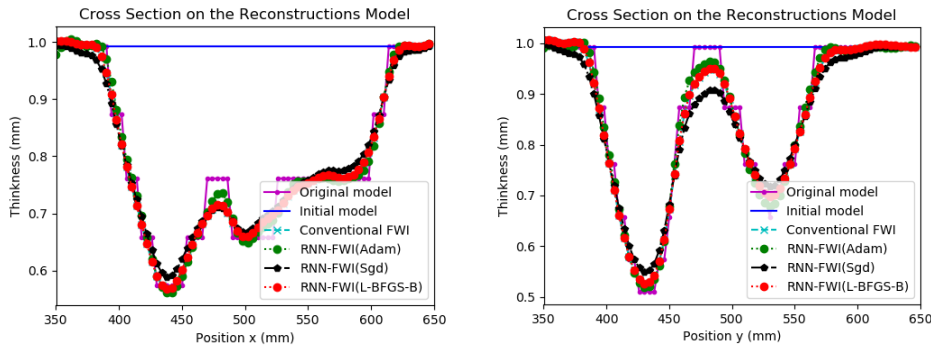 Cross Section on the Reconstructions Model
Thinkness (mm)
1.0
0.9
0.8
0.7
0.6
350 400 450 500 550 600 650
Position x (mm)
Original model
Initial model
Conventional FWI
RNN-FWI(Adam)
RNN-FWI(Sgd)
RNN-FWI(L-BFGS-B)
Cross Section on the Reconstructions Model
Thinkness (mm)
1.0
0.9
0.8
0.7
0.6
0.5
350 400 450 500 550 600 650
Position y (mm)
Original model
Initial model
Conventional FWI
RNN-FWI(Adam)
RNN-FWI(Sgd)
RNN-FWI(L-BFGS-B)